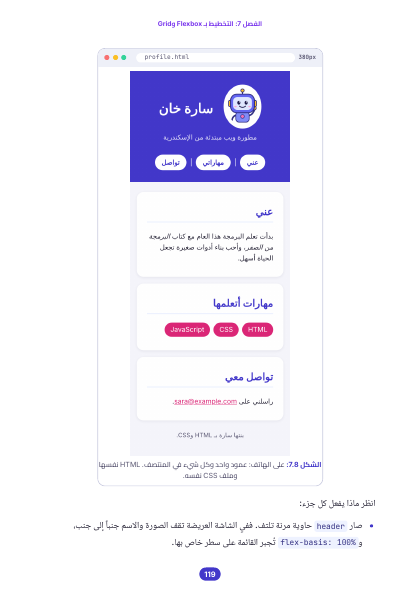 الفصل 7: التخطيط بـ Flexbox وGrid
profile.html
389px
سارة خان
مطورة ويب مبتدئة من الإسكندرية
عني | مهاراتي | تواصل
عني
بدأت تعلم البرمجة هذا العام مع كتاب البرمجة
من الصفر، وأحب بناء أدوات صغيرة تجعل
الحياة أسهل.
مهارات أتعلمها
HTML CSS JavaScript
تواصل معي
راسلني على sara@example.com.
بنتها سارة بـ HTML وCSS.
الشكل 7.8: على الهاتف: عمود واحد وكل شيء في المنتصف. HTML نفسها
وملف CSS نفسه.
انظر ماذا يفعل كل جزء:
• صار header حاوية مرنة تلتف. ففي الشاشة العريضة تقف الصورة والاسم جنباً إلى جنب،
و flex-basis: 100% تُجبر القائمة على سطر خاص بها.
119